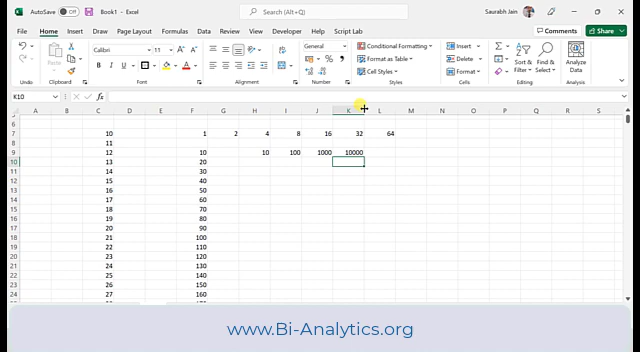 AutoSave Off Book1 - Excel Search (Alt+Q) Saurabh Jain
File Home Insert Draw Page Layout Formulas Data Review View Developer Help Script Lab Comments Share
Calibri 11 General Conditional Formatting Insert
Paste B I U $ % Format as Table Delete Sort & Filter Find & Select Analyze Data
Cell Styles Format
Undo Clipboard Font Alignment Number Styles Cells Editing Analysis
K10 fx
A B C D E F G H I J K L M N O P Q R S
6
7 10 1 2 4 8 16 32 64
8 11
9 12 10 10 100 1000 10000
10 13 20
11 14 30
12 15 40
13 16 50
14 17 60
15 18 70
16 19 80
17 20 90
18 21 100
19 22 110
20 23 120
21 24 130
22 25 140
23 26 150
24 27 160
www.Bi-Analytics.org